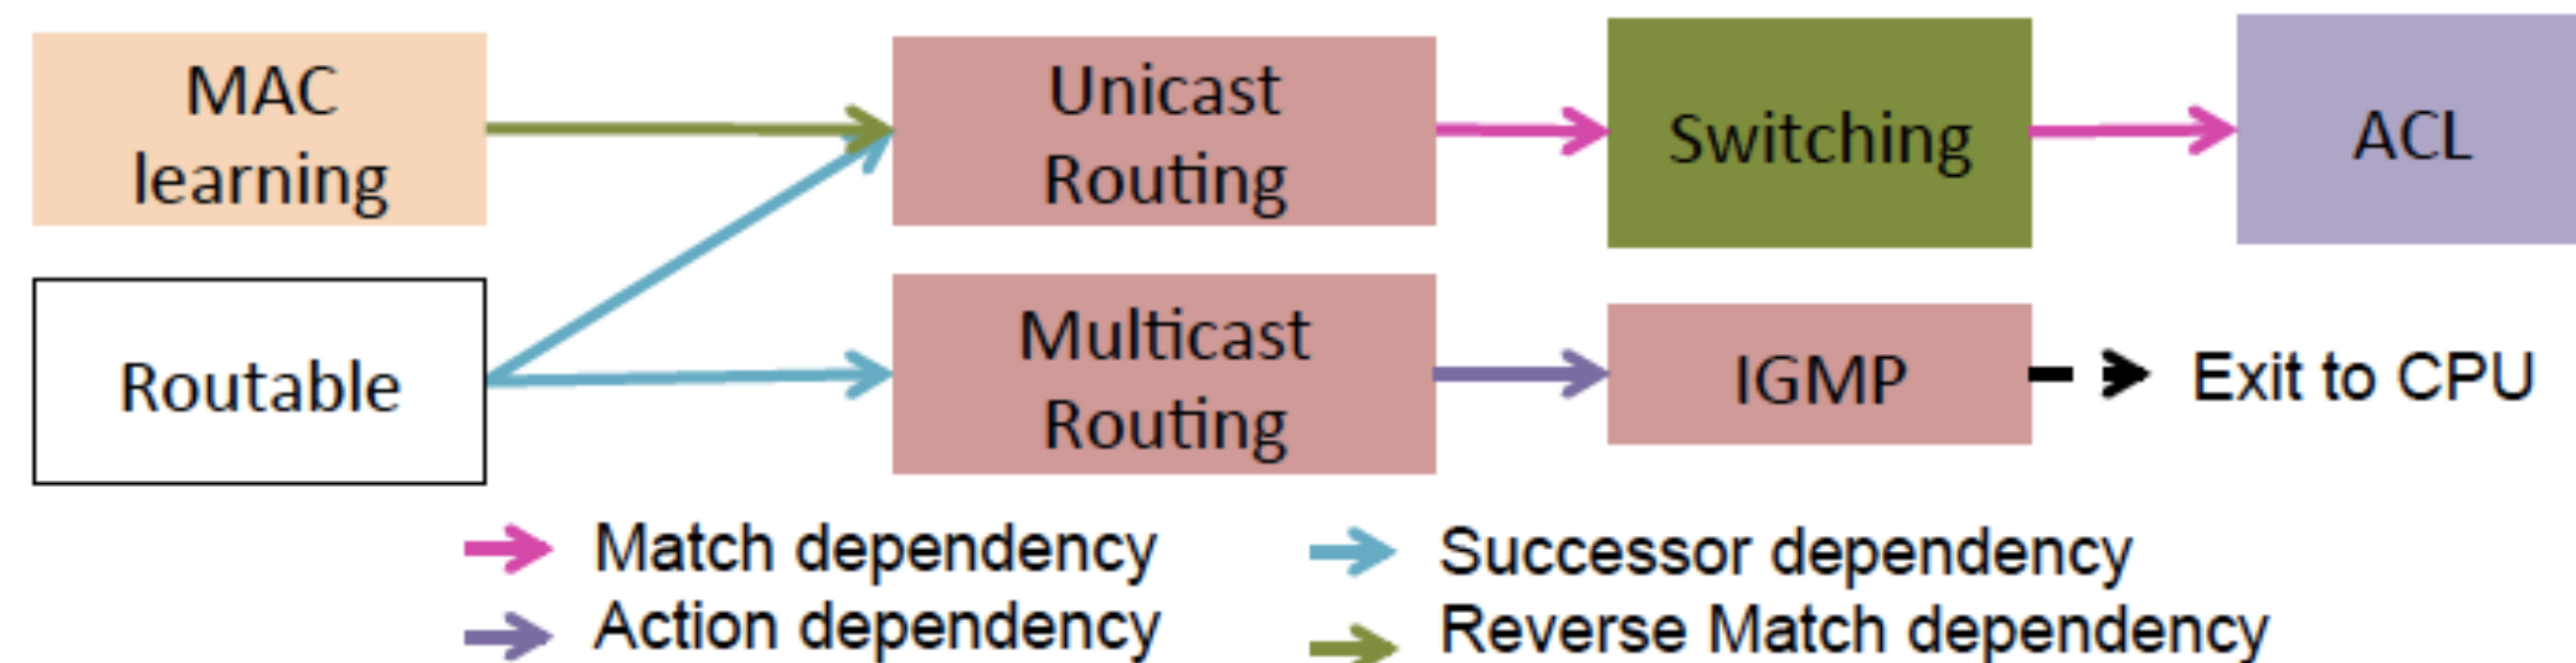 MAC
learning
Unicast
Routing
Switching
ACL
Routable
Multicast
Routing
IGMP
Exit to CPU
Match dependency
Successor dependency
Action dependency
Reverse Match dependency